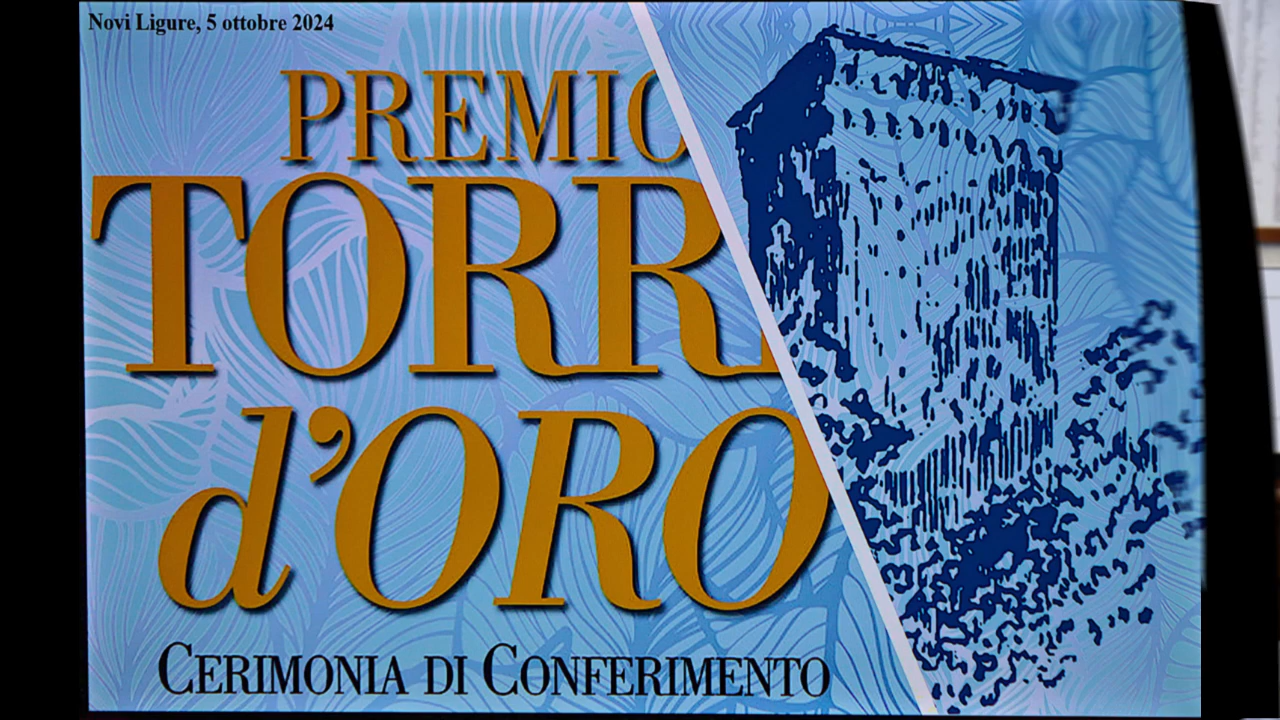 Novi Ligure, 5 ottobre 2024
PREMIO
TORR
d'ORO
CERIMONIA DI CONFERIMENTO